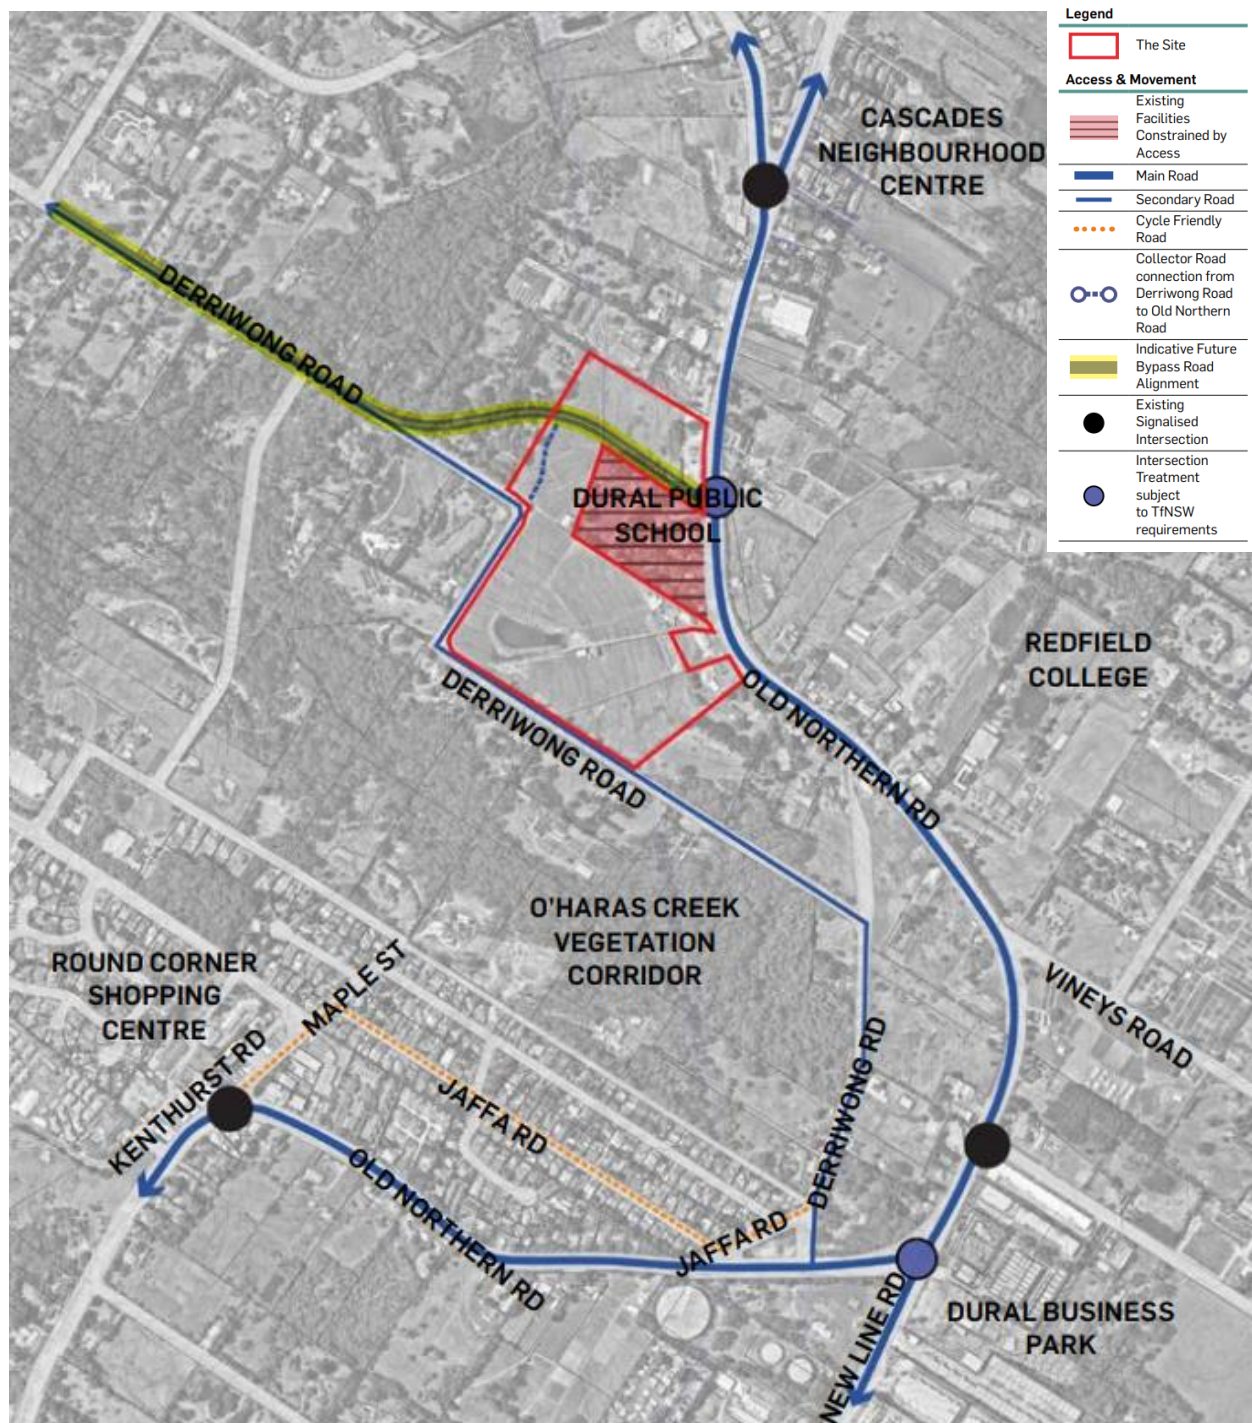 Legend
The Site
Access & Movement
Existing
Facilities
Constrained by
Access
Main Road
Secondary Road
Cycle Friendly
Road
Collector Road
connection from
Derriwong Road
to Old Northern
Road
Indicative Future
Bypass Road
Alignment
Existing
Signalised
Intersection
Intersection
Treatment
subject
to TfNSW
requirements
CASCADES
NEIGHBOURHOOD
CENTRE
DERRIWONG ROAD
DURAL PUBLIC
SCHOOL
REDFIELD
COLLEGE
DERRIWONG ROAD
OLD NORTHERN RD
O'HARAS CREEK
VEGETATION
CORRIDOR
ROUND CORNER
SHOPPING
CENTRE
MAPLE ST
VINEYS ROAD
KENTHURST RD
JAFFA RD
DERRIWONG RD
OLD NORTHERN RD
JAFFA RD
NEW LINE RD
DURAL BUSINESS
PARK